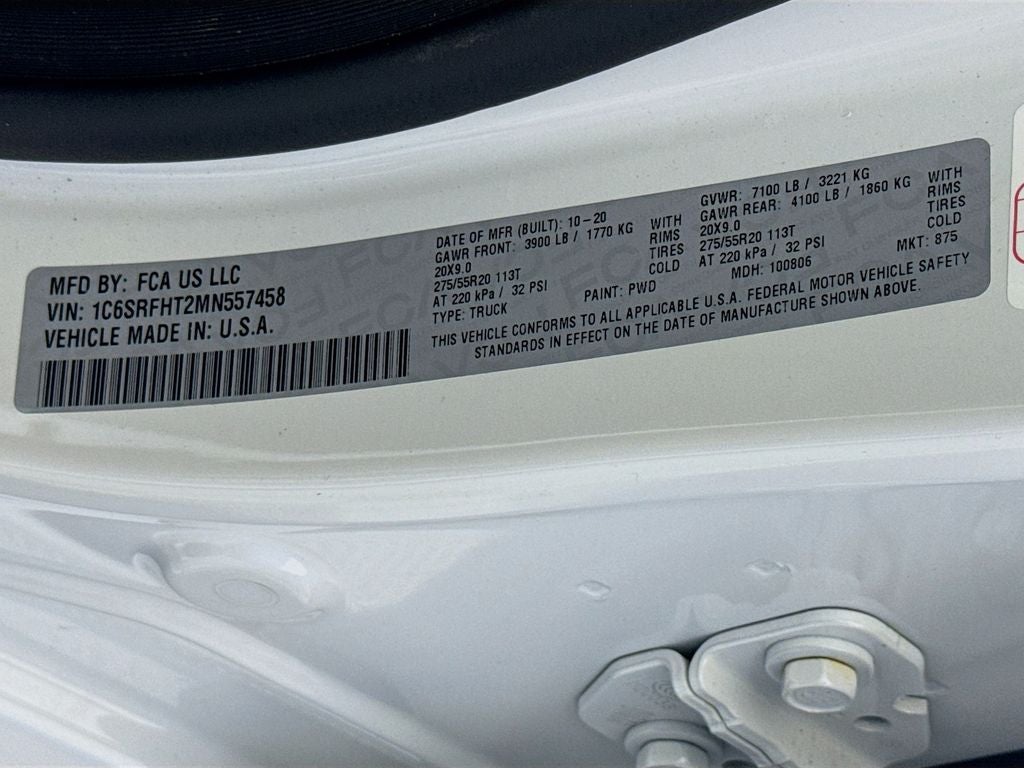 MFD BY: FCA US LLC
VIN: 1C6SRFHT2MN557458
VEHICLE MADE IN: U.S.A.
DATE OF MFR (BUILT): 10-20
GAWR FRONT: 3900 LB / 1770 KG WITH
20X9.0 RIMS
275/55R20 113T TIRES
AT 220 kPa / 32 PSI COLD
TYPE: TRUCK PAINT: PWD
GVWR: 7100 LB / 3221 KG
GAWR REAR: 4100 LB / 1860 KG WITH
20X9.0 RIMS
275/55R20 113T TIRES
AT 220 kPa / 32 PSI COLD
MDH: 100806 MKT: 875
THIS VEHICLE CONFORMS TO ALL APPLICABLE U.S.A. FEDERAL MOTOR VEHICLE SAFETY
STANDARDS IN EFFECT ON THE DATE OF MANUFACTURE SHOWN ABOVE.